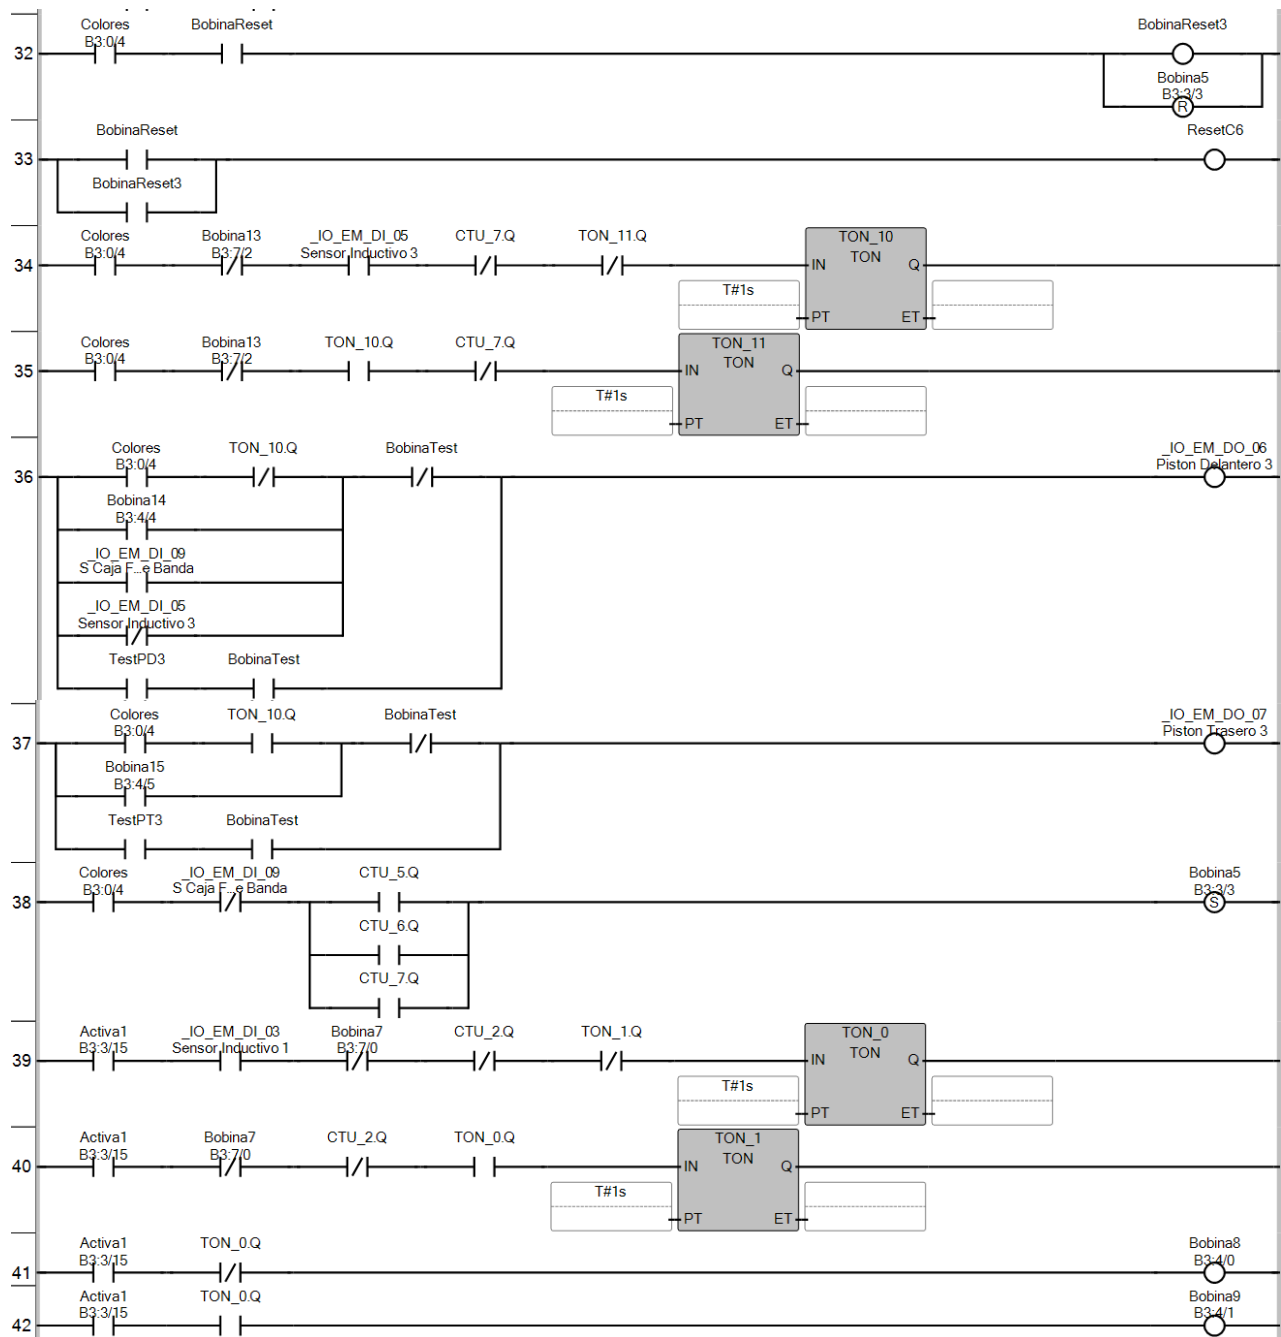 Colores BobinaReset BobinaReset3
B3:0/4
32
Bobina5
B3:3/3
R
BobinaReset ResetC6
33
BobinaReset3
Colores Bobina13 _IO_EM_DI_05 CTU_7.Q TON_11.Q TON_10
B3:0/4 B3:7/2 Sensor Inductivo 3 TON
34 IN Q
T#1s
PT ET
Colores Bobina13 TON_10.Q CTU_7.Q TON_11
B3:0/4 B3:7/2 TON
35 IN Q
T#1s
PT ET
Colores TON_10.Q BobinaTest _IO_EM_DO_06
B3:0/4 Piston Delantero 3
36
Bobina14
B3:4/4
_IO_EM_DI_09
S Caja F...e Banda
_IO_EM_DI_05
Sensor Inductivo 3
TestPD3 BobinaTest
Colores TON_10.Q BobinaTest _IO_EM_DO_07
B3:0/4 Piston Trasero 3
37
Bobina15
B3:4/5
TestPT3 BobinaTest
Colores _IO_EM_DI_09 CTU_5.Q Bobina5
B3:0/4 S Caja F...e Banda B3:3/3
38 S
CTU_6.Q
CTU_7.Q
Activa1 _IO_EM_DI_03 Bobina7 CTU_2.Q TON_1.Q TON_0
B3:3/15 Sensor Inductivo 1 B3:7/0 TON
39 IN Q
T#1s
PT ET
Activa1 Bobina7 CTU_2.Q TON_0.Q TON_1
B3:3/15 B3:7/0 TON
40 IN Q
T#1s
PT ET
Activa1 TON_0.Q Bobina8
B3:3/15 B3:4/0
41
Activa1 TON_0.Q Bobina9
B3:3/15 B3:4/1
42